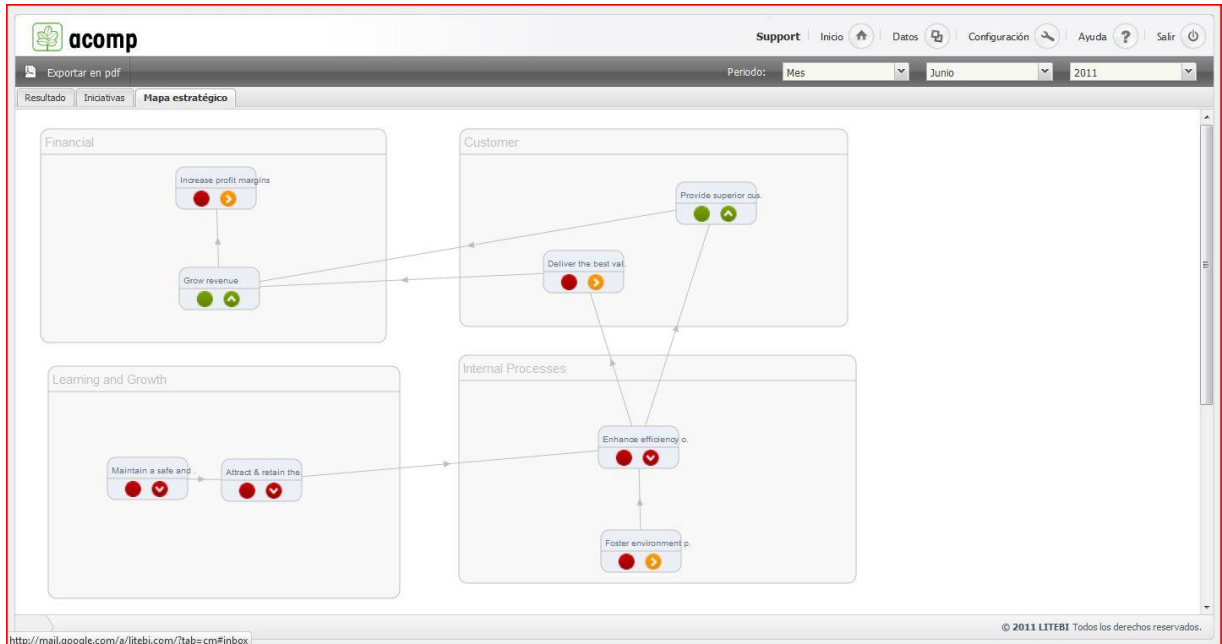 acomp
Support Inicio Datos Configuración Ayuda ? Salir
Exportar en pdf Periodo: Mes Junio 2011
Resultado Iniciativas Mapa estratégico
Financial
Increase profit margins
Grow revenue
Customer
Provide superior cus.
Deliver the best val.
Learning and Growth
Maintain a safe and .
Attract & retain the.
Internal Processes
Enhance efficiency o.
Foster environment p.
© 2011 LITEBI Todos los derechos reservados.
http://mail.google.com/a/litebi.com/?tab=cm#inbox